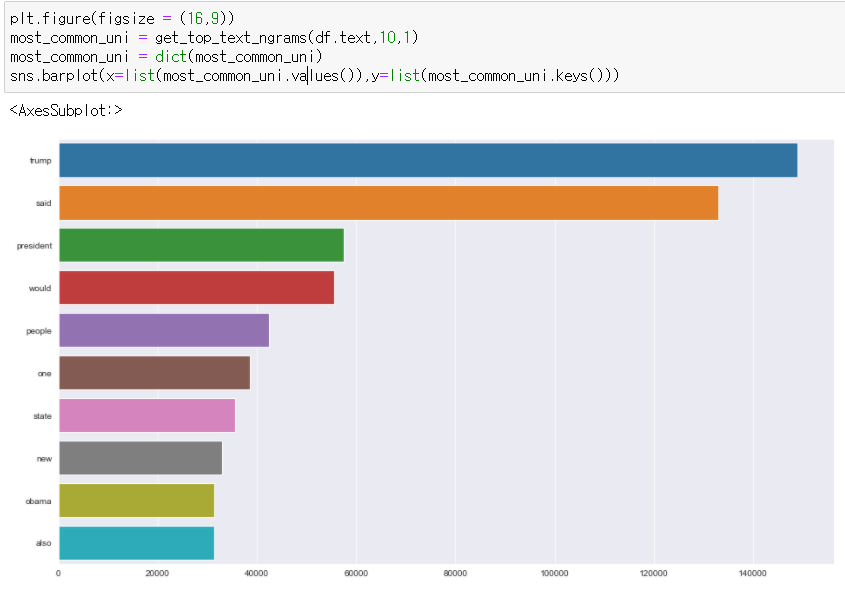 plt.figure(figsize = (16,9))
most_common_uni = get_top_text_ngrams(df.text,10,1)
most_common_uni = dict(most_common_uni)
sns.barplot(x=list(most_common_uni.values()),y=list(most_common_uni.keys()))
<AxesSubplot:>
trump
said
president
would
people
one
state
new
obama
also
0 20000 40000 60000 80000 100000 120000 140000